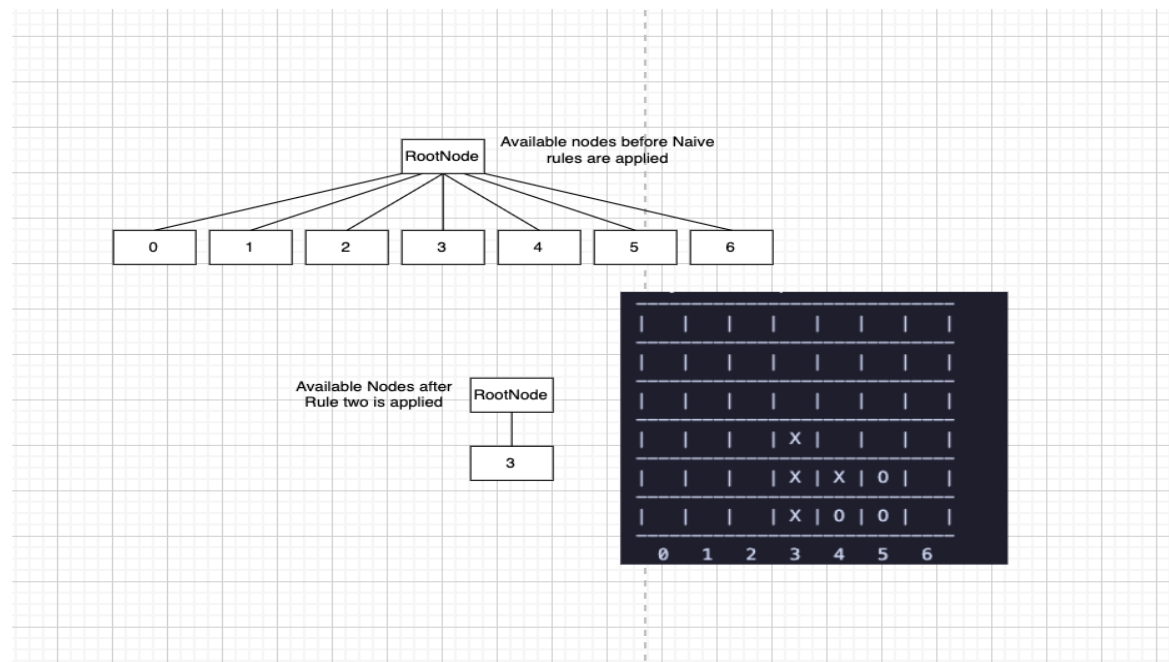 Available nodes before Naive
rules are applied
RootNode
0 1 2 3 4 5 6
Available Nodes after
Rule two is applied
RootNode
3
| | | | | | | |
| | | | | | | |
| | | | | | | |
| | | | X | | | |
| | | | X | X | O | |
| | | | X | O | O | |
0 1 2 3 4 5 6